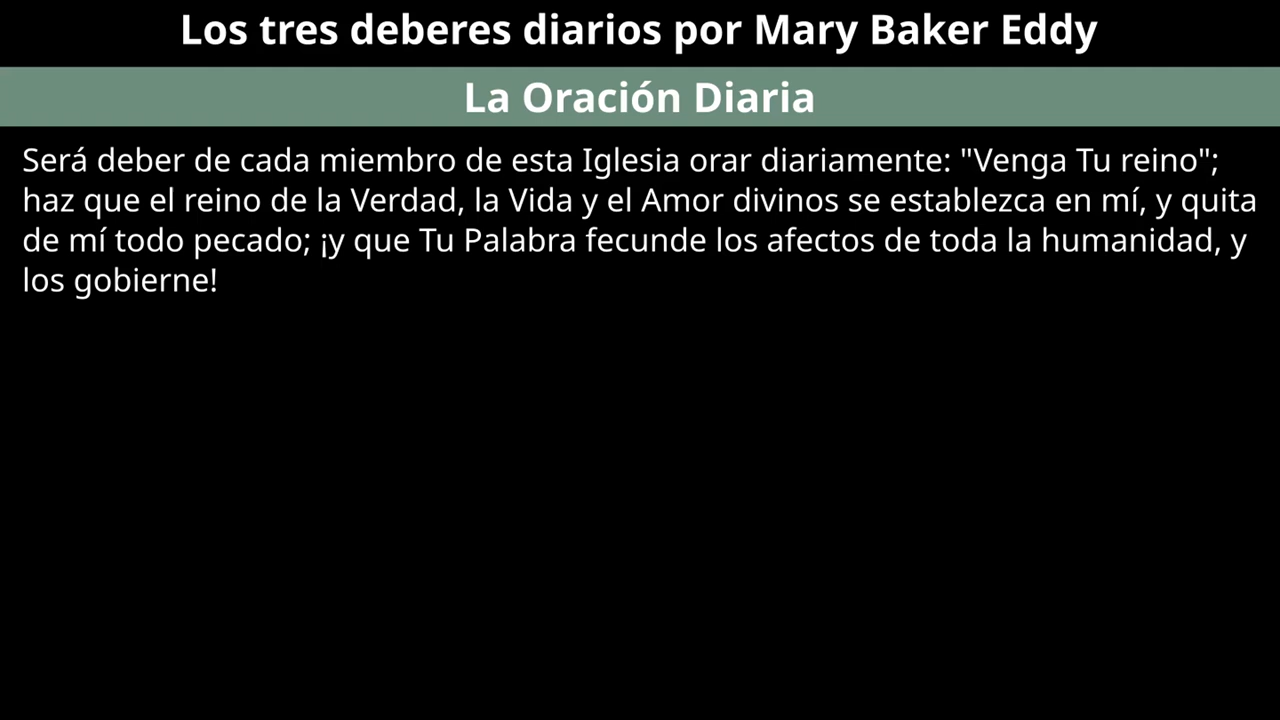 Los tres deberes diarios por Mary Baker Eddy
La Oración Diaria
Será deber de cada miembro de esta Iglesia orar diariamente: "Venga Tu reino";
haz que el reino de la Verdad, la Vida y el Amor divinos se establezca en mí, y quita
de mí todo pecado; ¡y que Tu Palabra fecunde los afectos de toda la humanidad, y
los gobierne!